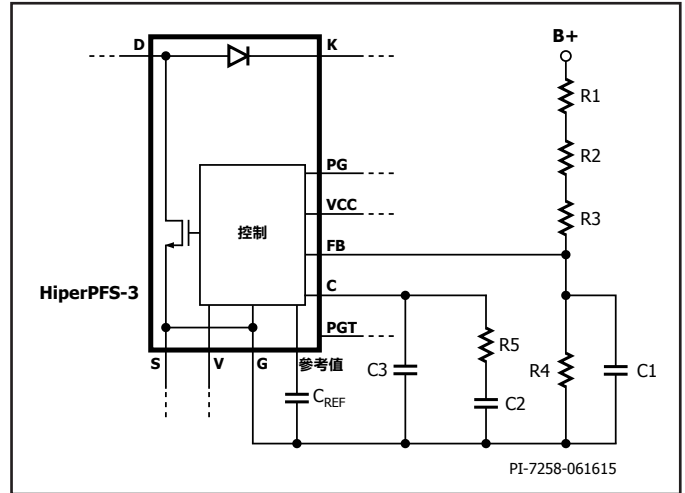 D
K
B+
R1
PG
R2
VCC
控制
R3
FB
HiperPFS-3
C
PGT
R5
C3
R4
C1
S
V
G
参考值
CREF
C2
PI-7258-061615